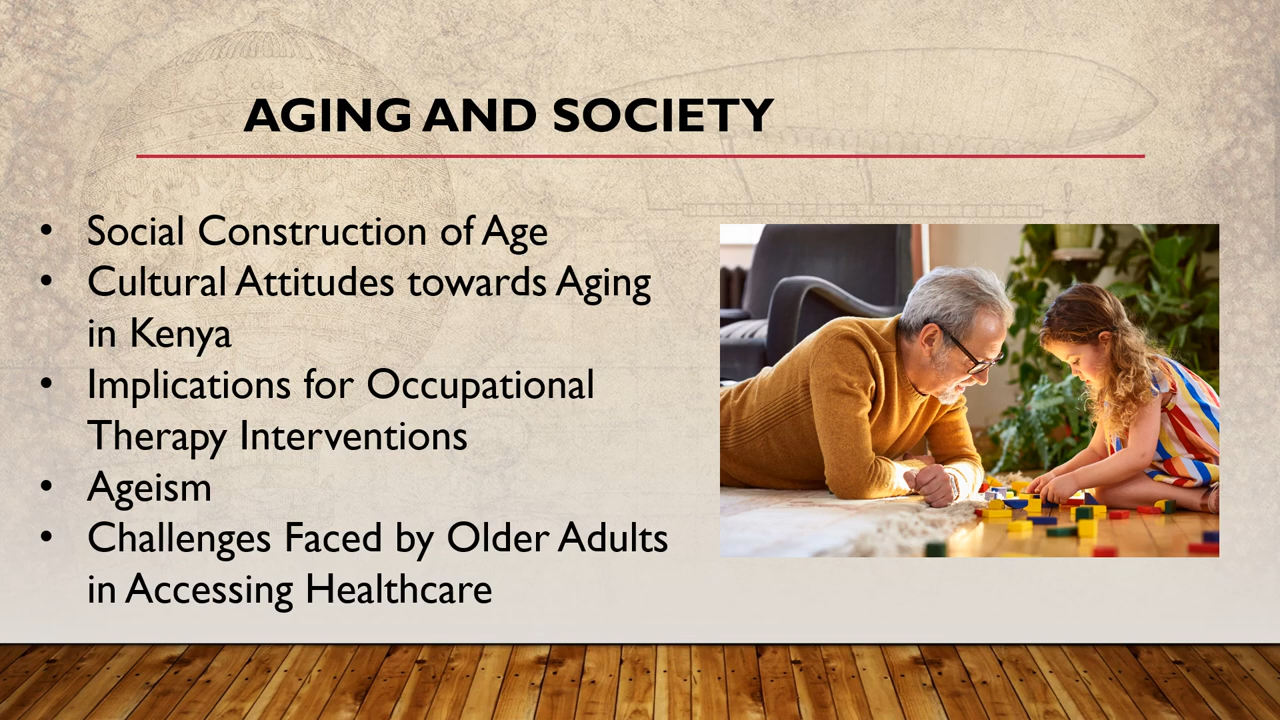 AGING AND SOCIETY
• Social Construction of Age
• Cultural Attitudes towards Aging
in Kenya
• Implications for Occupational
Therapy Interventions
• Ageism
• Challenges Faced by Older Adults
in Accessing Healthcare